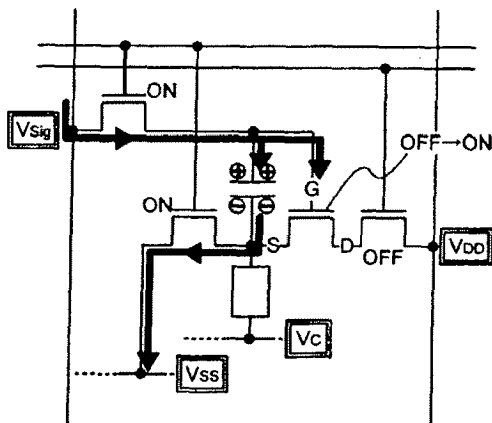 ON
VSig
OFF→ON
⊕ ⊕
G
ON
⊖ ⊖
S
D
OFF
VDD
VC
VSS